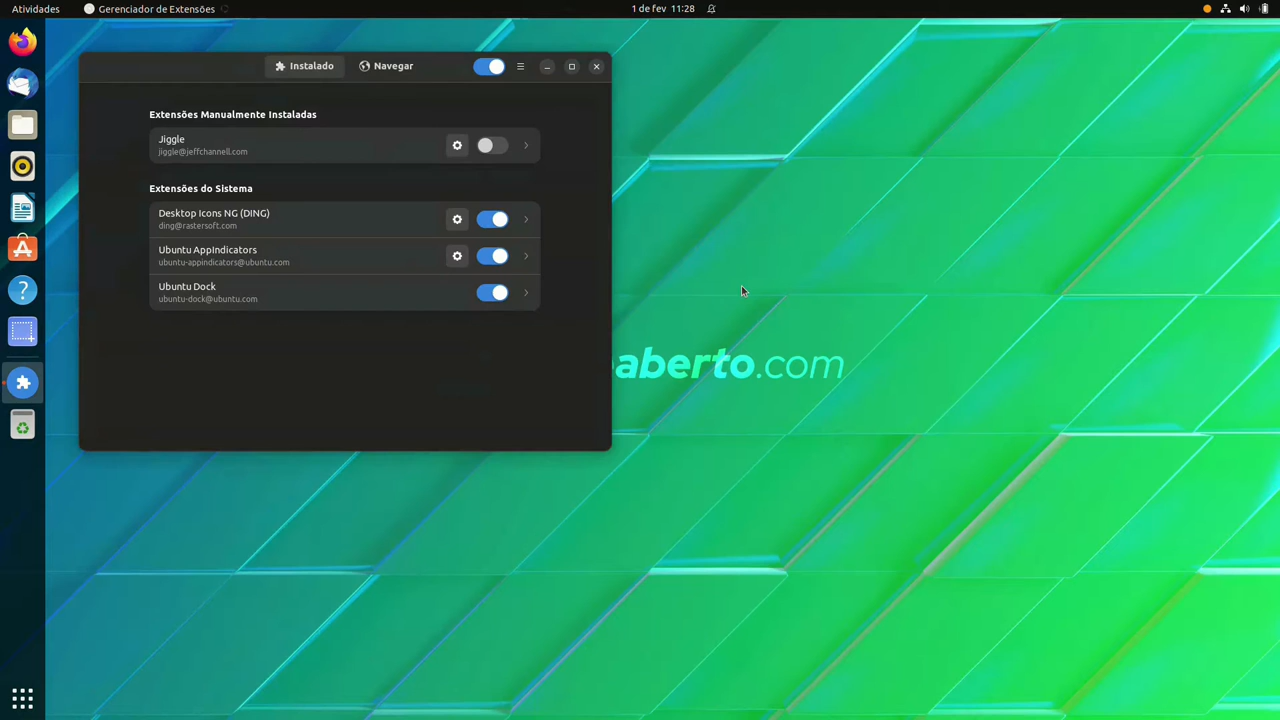 Atividades
Gerenciador de Extensões
1 de fev 11:28
Instalado
Navegar
Extensões Manualmente Instaladas
Jiggle
jiggle@jeffchannell.com
Extensões do Sistema
Desktop Icons NG (DING)
ding@rastersoft.com
Ubuntu AppIndicators
ubuntu-appindicators@ubuntu.com
Ubuntu Dock
ubuntu-dock@ubuntu.com
aberto.com